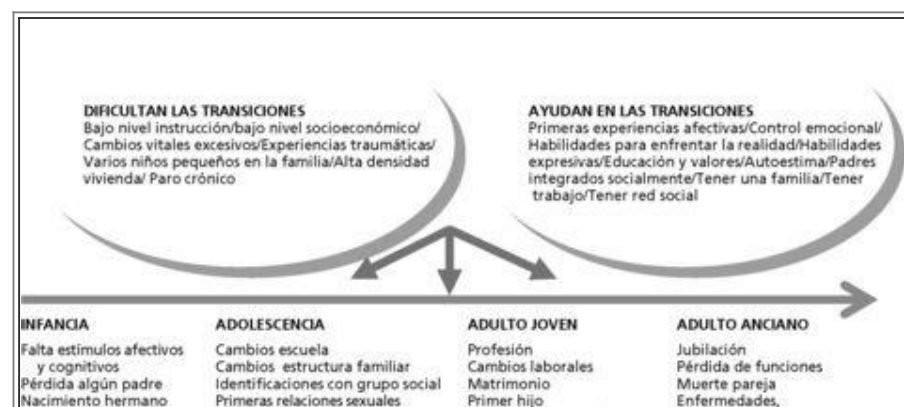 DIFICULTAN LAS TRANSICIONES
Bajo nivel instrucción/bajo nivel socioeconómico/
Cambios vitales excesivos/Experiencias traumáticas/
Varios niños pequeños en la familia/Alta densidad
vivienda/ Paro crónico
AYUDAN EN LAS TRANSICIONES
Primeras experiencias afectivas/Control emocional/
Habilidades para enfrentar la realidad/Habilidades
expresivas/Educación y valores/Autoestima/Padres
integrados socialmente/Tener una familia/Tener
trabajo/Tener red social
INFANCIA
Falta estímulos afectivos
y cognitivos
Pérdida algún padre
Nacimiento hermano
ADOLESCENCIA
Cambios escuela
Cambios estructura familiar
Identificaciones con grupo social
Primeras relaciones sexuales
ADULTO JOVEN
Profesión
Cambios laborales
Matrimonio
Primer hijo
ADULTO ANCIANO
Jubilación
Pérdida de funciones
Muerte pareja
Enfermedades,